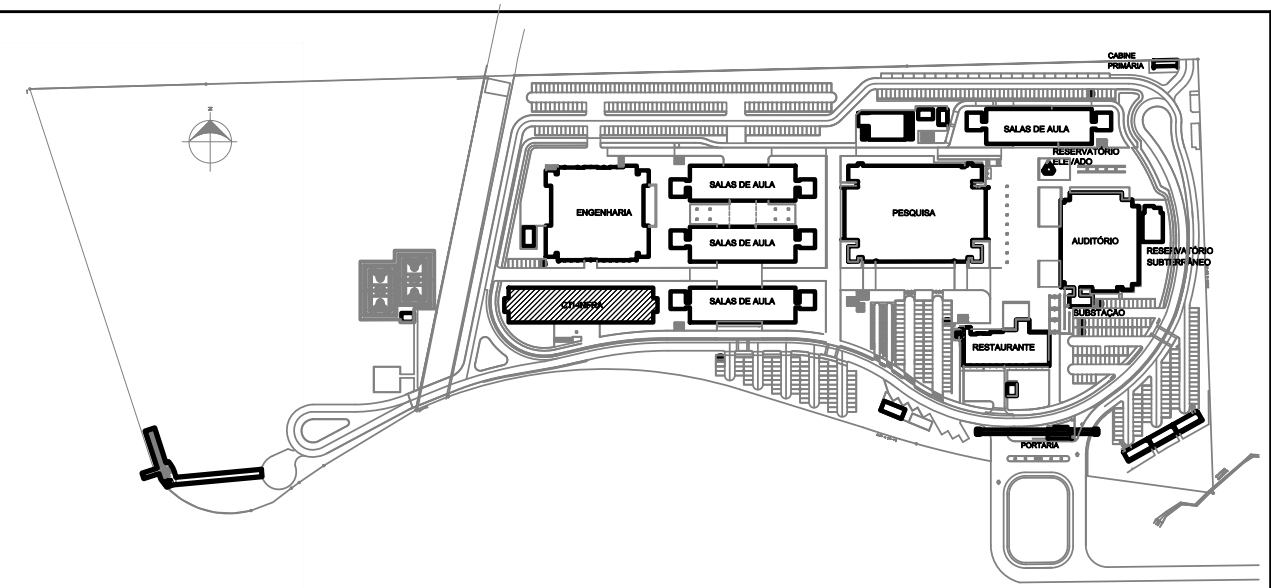 CABINE
PRIMÁRIA
N
SALAS DE AULA
RESERVATÓRIO
ELEVADO
SALAS DE AULA
ENGENHARIA
PESQUISA
AUDITÓRIO
SALAS DE AULA
RESERVATÓRIO
SUBTERRÂNEO
CTI-INFRA
SALAS DE AULA
SUBSTAÇÃO
RESTAURANTE
PORTARIA